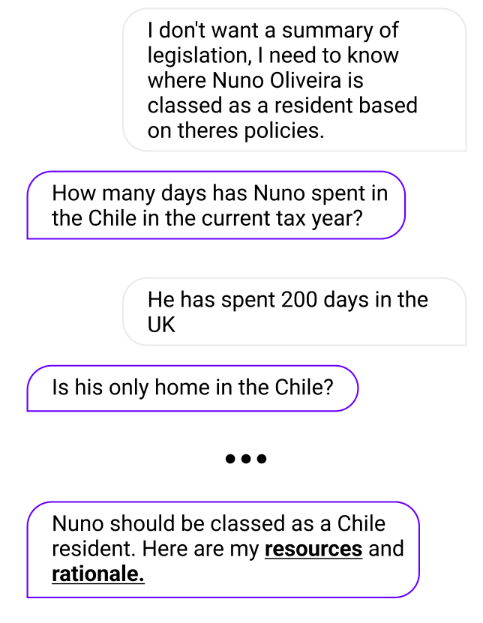 I don't want a summary of
legislation, I need to know
where Nuno Oliveira is
classed as a resident based
on theres policies.
How many days has Nuno spent in
the Chile in the current tax year?
He has spent 200 days in the
UK
Is his only home in the Chile?
•••
Nuno should be classed as a Chile
resident. Here are my resources and
rationale.